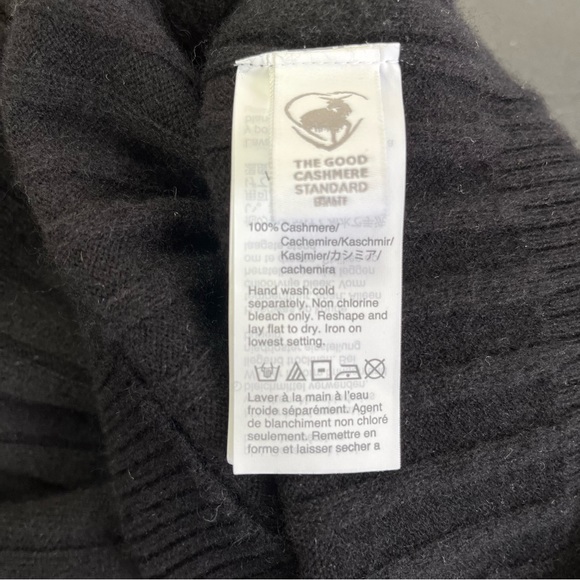 THE GOOD
CASHMERE
STANDARD
100% Cashmere/
Cachemire/Kaschmir/
Kasjmier/カシミア/
cachemira
Hand wash cold
separately. Non chlorine
bleach only. Reshape and
lay flat to dry. Iron on
lowest setting.
Laver à la main à l'eau
froide séparément. Agent
de blanchiment non chloré
seulement. Remettre en
forme et laisser secher a